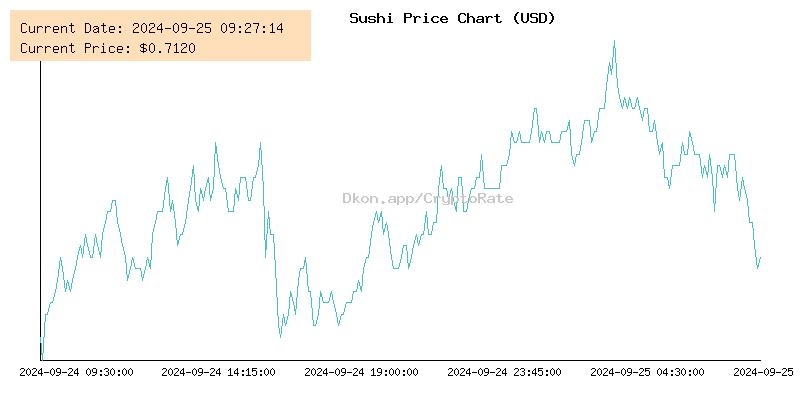 Sushi Price Chart (USD)
Current Date: 2024-09-25 09:27:14
Current Price: $0.7120
Dkon.app/CryptoRate
2024-09-24 09:30:00 2024-09-24 14:15:00 2024-09-24 19:00:00 2024-09-24 23:45:00 2024-09-25 04:30:00 2024-09-25